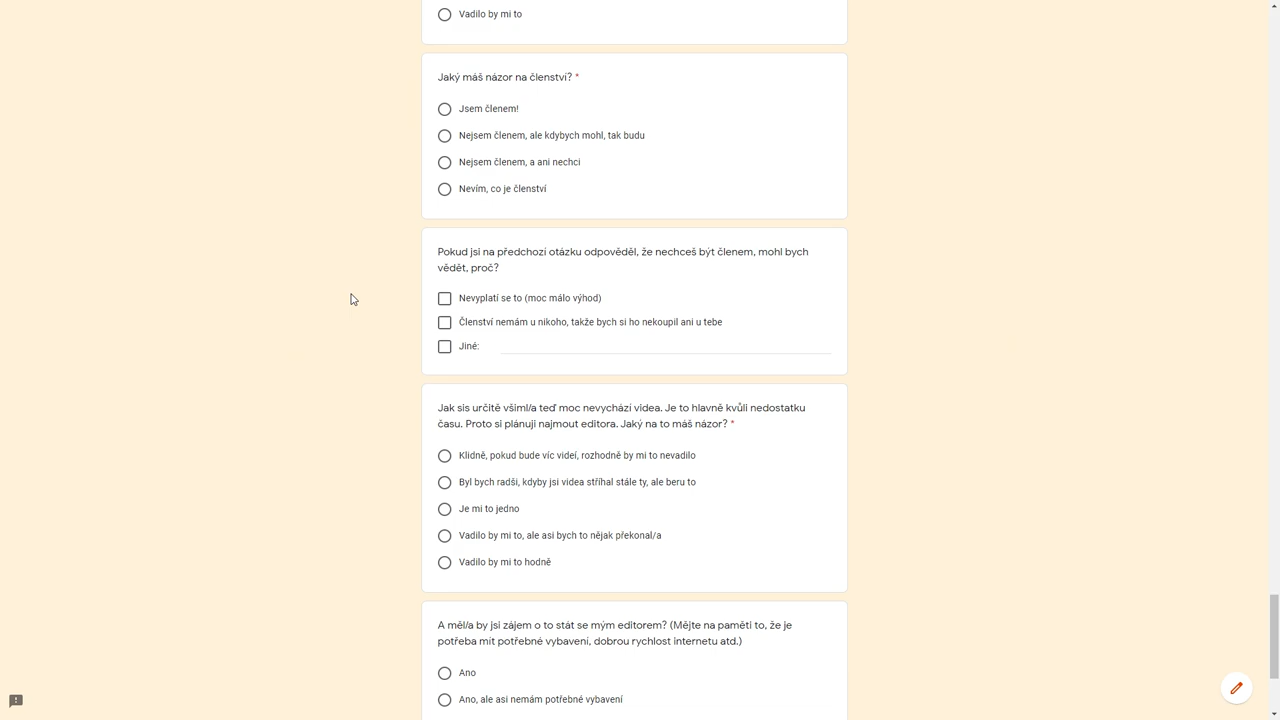 Vadilo by mi to
Jaký máš názor na členství? *
Jsem členem!
Nejsem členem, ale kdybych mohl, tak budu
Nejsem členem, a ani nechci
Nevím, co je členství
Pokud jsi na předchozí otázku odpověděl, že nechceš být členem, mohl bych
vědět, proč?
Nevyplatí se to (moc málo výhod)
Členství nemám u nikoho, takže bych si ho nekoupil ani u tebe
Jiné:
Jak sis určitě všiml/a teď moc nevychází videa. Je to hlavně kvůli nedostatku
času. Proto si plánuji najmout editora. Jaký na to máš názor? *
Klidně, pokud bude víc videí, rozhodně by mi to nevadilo
Byl bych radši, kdyby jsi videa stříhal stále ty, ale beru to
Je mi to jedno
Vadilo by mi to, ale asi bych to nějak překonal/a
Vadilo by mi to hodně
A měl/a by jsi zájem o to stát se mým editorem? (Mějte na paměti to, že je
potřeba mít potřebné vybavení, dobrou rychlost internetu atd.)
Ano
Ano, ale asi nemám potřebné vybavení